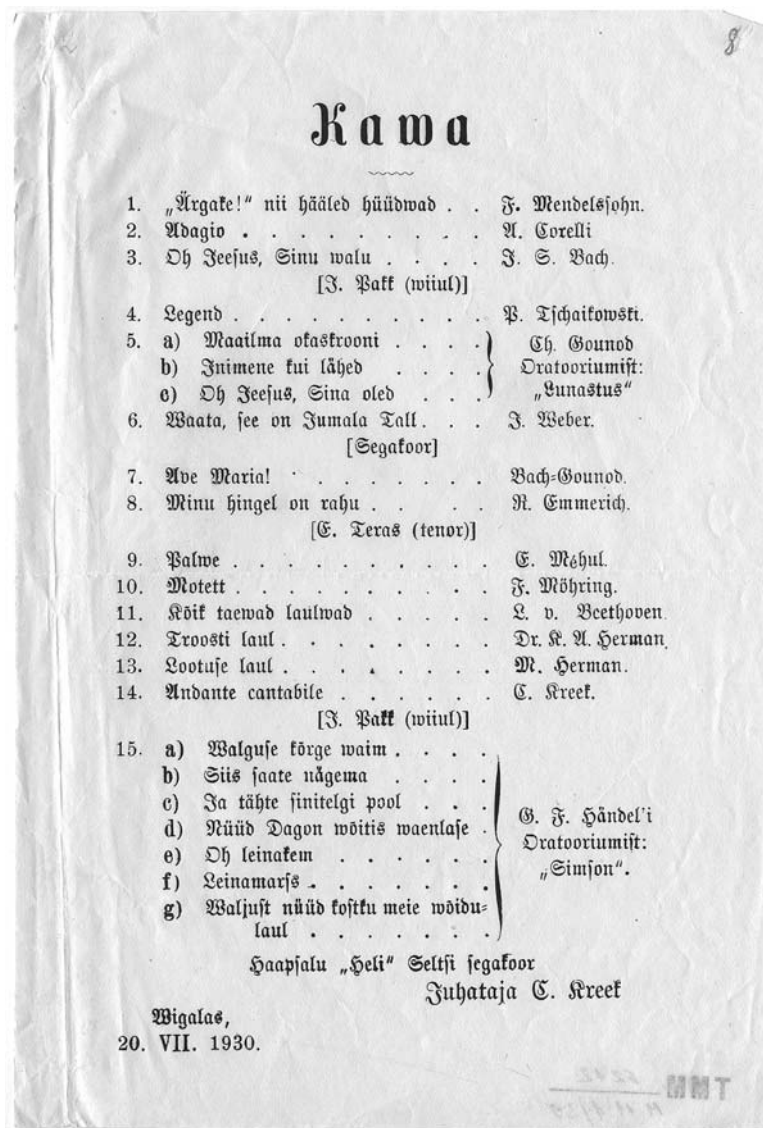 8
Kawa
1. „Ärgake!“ nii hääled hüüdwad . . F. Mendelssohn.
2. Adagio . . . . . . . . . A. Corelli
3. Oh Jeesus, Sinu walu . . . . J. S. Bach.
[J. Pakk (wiiul)]
4. Legend . . . . . . . . . . P. Tschaikowski.
5. a) Maailma okaskrooni . . . . Ch. Gounod
b) Inimene kui lähed . . . . Oratooriumist:
c) Oh Jeesus, Sina oled . . . „Lunastus“
6. Waata, see on Jumala Tall . . . J. Weber.
[Segakoor]
7. Ave Maria! . . . . . . . Bach-Gounod.
8. Minu hingel on rahu . . . . . R. Emmerich.
[E. Teras (tenor)]
9. Palwe . . . . . . . . . . E. Méhul.
10. Motett . . . . . . . . . . F. Möhring.
11. Kõik taewad laulwad . . . . . L. v. Beethoven.
12. Troosti laul . . . . . . . . Dr. K. A. Herman.
13. Lootuse laul . . . . . . . . M. Herman.
14. Andante cantabile . . . . . . C. Kreek.
[J. Pakk (wiiul)]
15. a) Walguse kõrge waim . . . .
b) Siis saate nägema . . . .
c) Ja tähte sinitelgi pool . . .
d) Nüüd Dagon wõitis waenlase . G. F. Händel'i
e) Oh leinakem . . . . . . Oratooriumist:
f) Leinamarss . . . . . . . „Simson“.
g) Waljust nüüd kostku meie wõidu-
laul . . . . . . .
Haapsalu „Heli“ Seltsi segakoor
Juhataja C. Kreek
Wigalas,
20. VII. 1930.
TMM